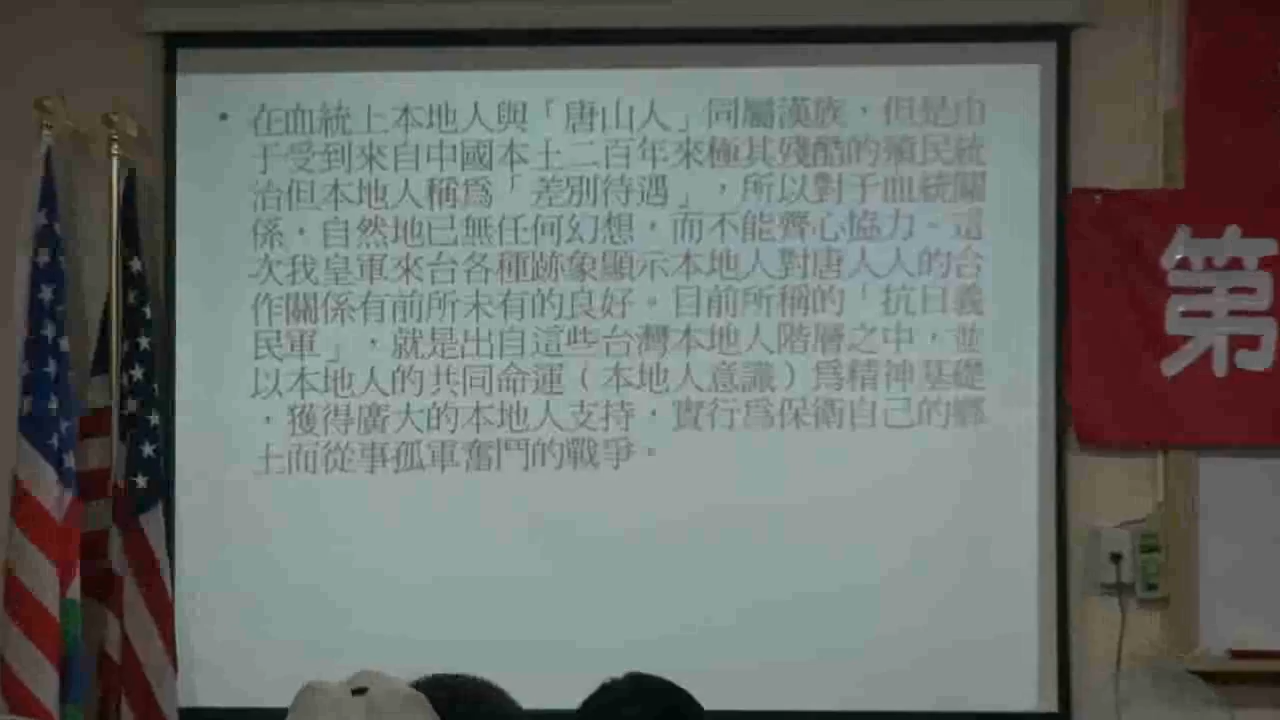 • 在血統上本地人與「唐山人」同屬漢族，但是由
于受到來自中國本土二百年來極其殘酷的殖民統
治但本地人稱為「差別待遇」，所以對于血統關
係，自然地已無任何幻想，而不能齊心協力。這
次我皇軍來台各種跡象顯示本地人對唐人人的合
作關係有前所未有的良好。目前所稱的「抗日義
民軍」，就是出自這些台灣本地人階層之中，並
以本地人的共同命運（本地人意識）為精神基礎
，獲得廣大的本地人支持，實行為保衛自己的鄉
土而從事孤軍奮鬥的戰爭。
第